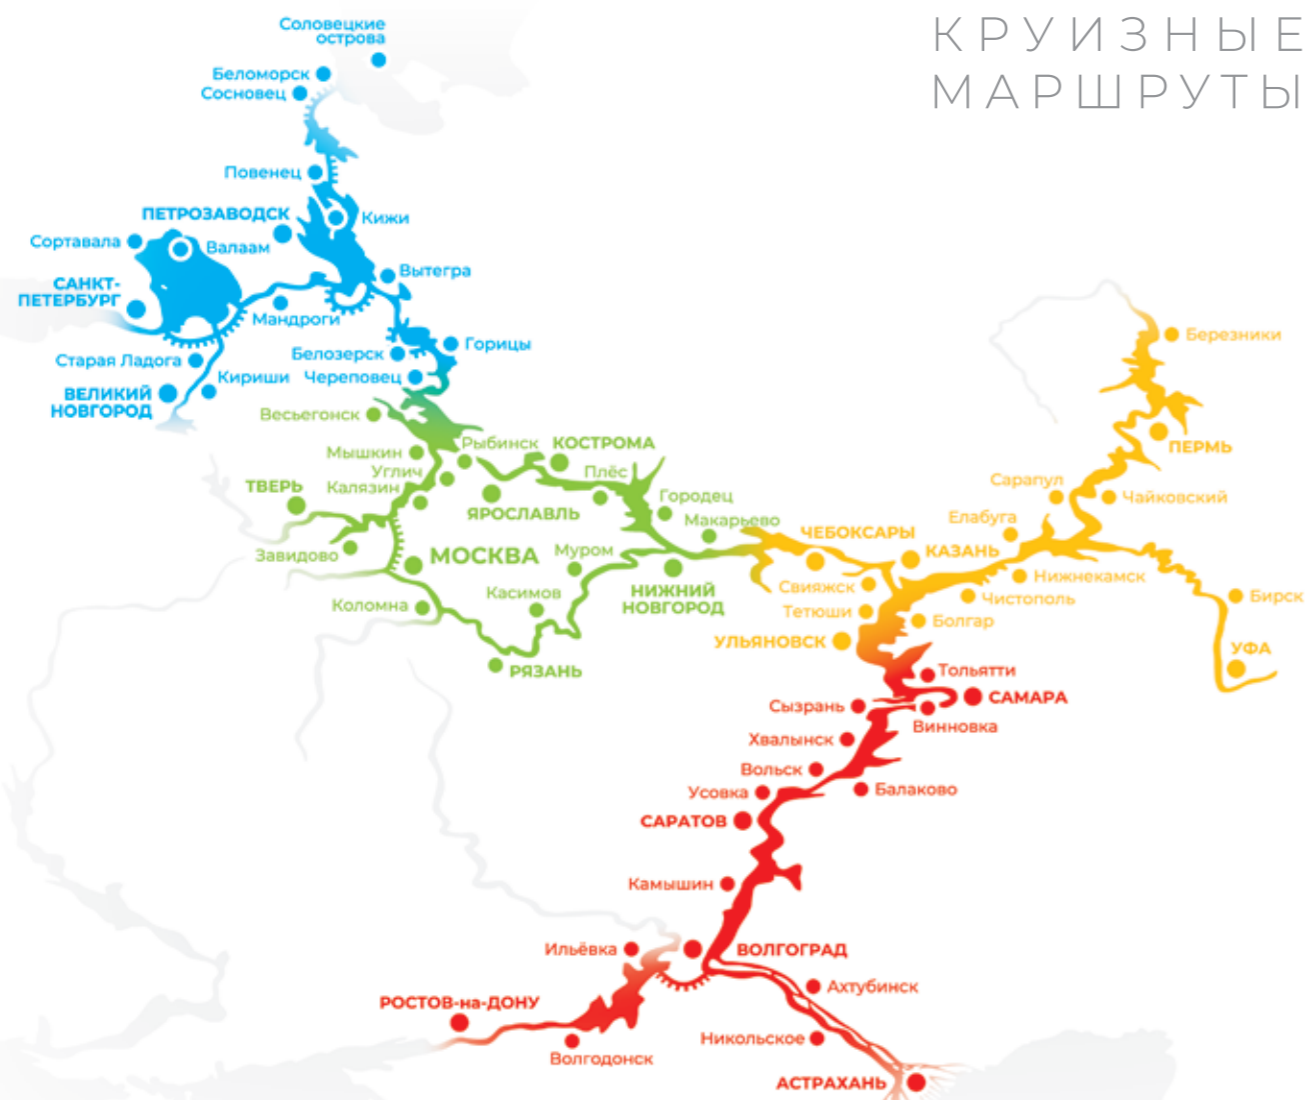 КРУИЗНЫЕ
МАРШРУТЫ
Соловецкие
острова
Беломорск
Сосновец
Повенец
ПЕТРОЗАВОДСК
Кижи
Сортавала
Валаам
Вытегра
САНКТ-
ПЕТЕРБУРГ
Мандроги
Старая Ладога
Белозерск
Горицы
Кириши
Череповец
ВЕЛИКИЙ
НОВГОРОД
Весьегонск
Мышкин
Рыбинск
КОСТРОМА
Углич
Плёс
ТВЕРЬ
Калязин
Городец
ЯРОСЛАВЛЬ
Макарьево
Завидово
МОСКВА
Муром
Коломна
Касимов
НИЖНИЙ
НОВГОРОД
РЯЗАНЬ
Березники
ПЕРМЬ
Сарапул
Чайковский
Елабуга
ЧЕБОКСАРЫ
КАЗАНЬ
Нижнекамск
Свияжск
Чистополь
Бирск
Тетюши
Болгар
УЛЬЯНОВСК
УФА
Тольятти
САМАРА
Сызрань
Винновка
Хвалынск
Вольск
Усовка
Балаково
САРАТОВ
Камышин
Ильёвка
ВОЛГОГРАД
Ахтубинск
РОСТОВ-на-ДОНУ
Никольское
Волгодонск
АСТРАХАНЬ